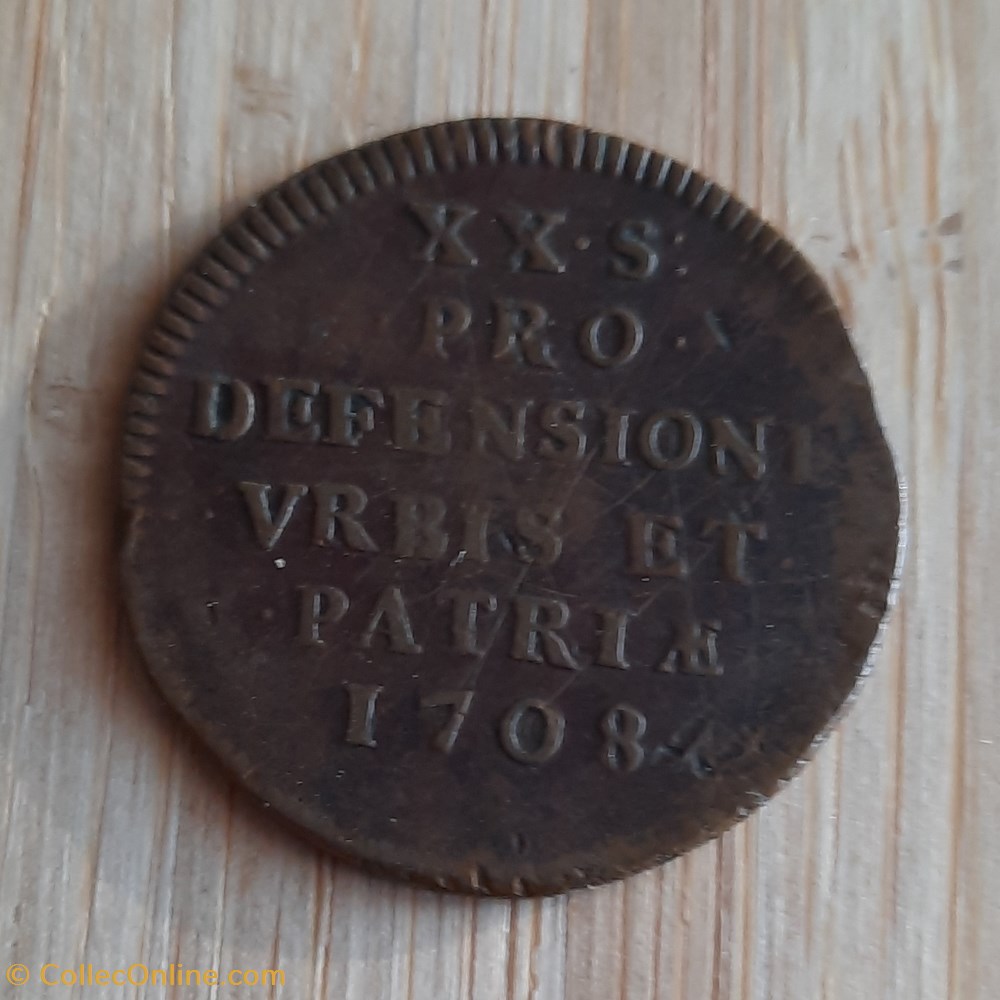 XX·S·
PRO·
DEFENSIONI
VRBIS ET
PATRIÆ
1708
© CollecOnline.com